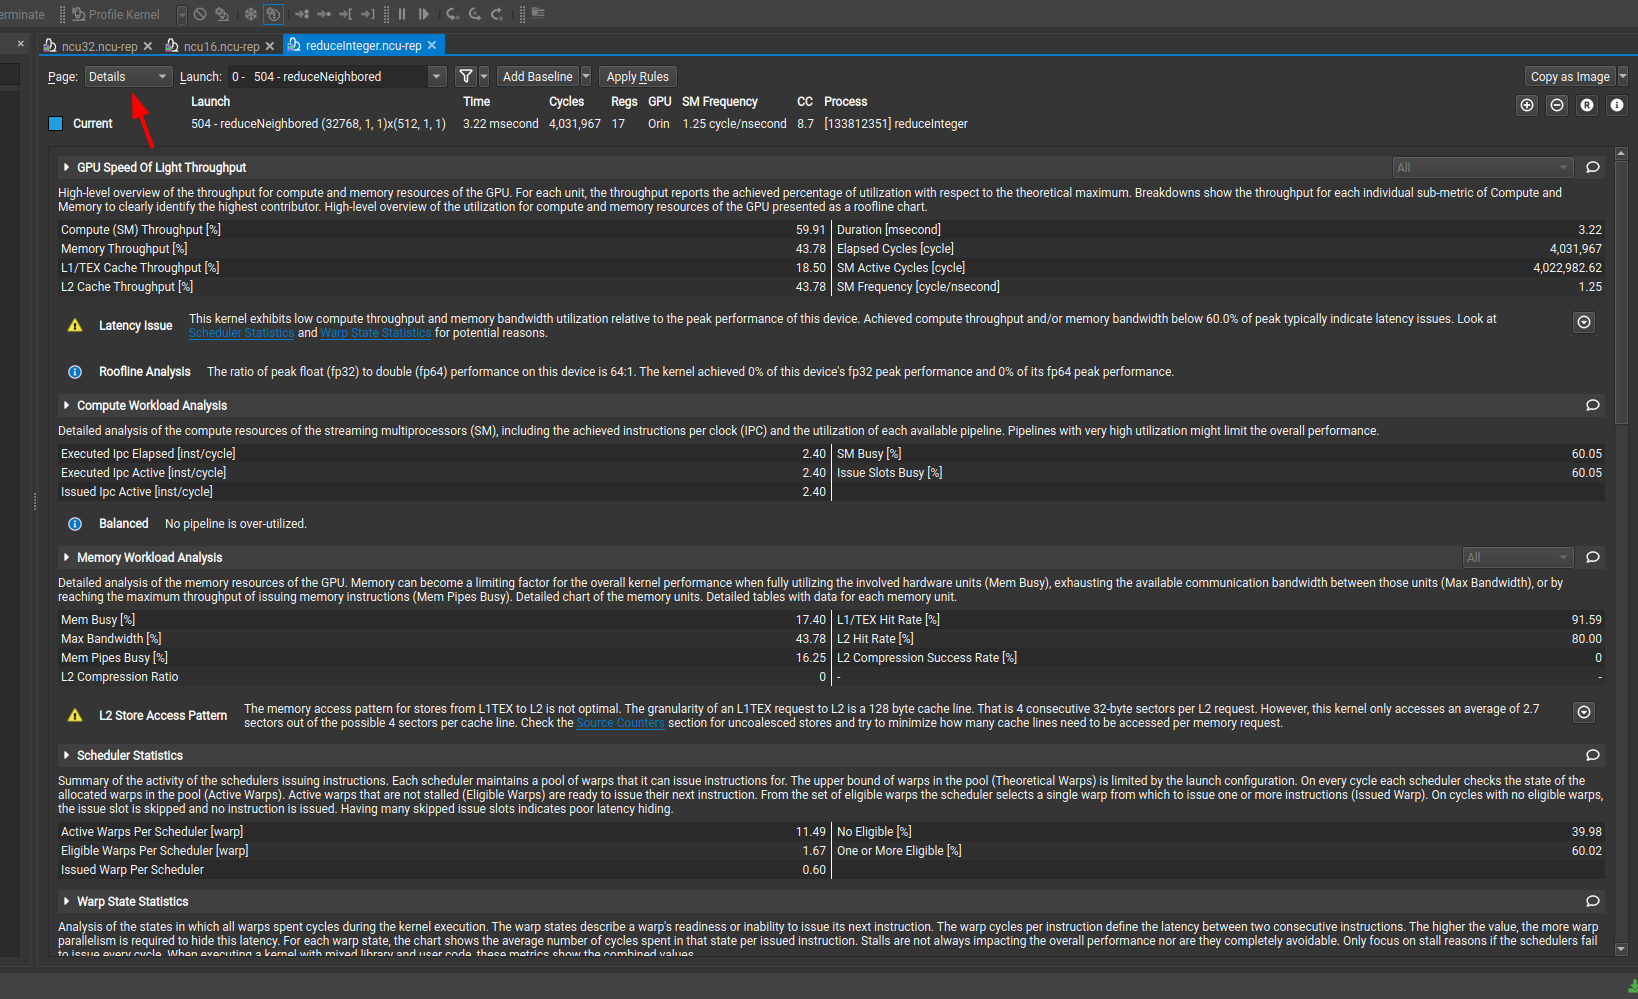 erminate Profile Kernel
ncu32.ncu-rep ncu16.ncu-rep reduceInteger.ncu-rep
Page: Details Launch: 0 - 504 - reduceNeighbored Add Baseline Apply Rules Copy as Image
Launch Time Cycles Regs GPU SM Frequency CC Process
Current 504 - reduceNeighbored (32768, 1, 1)x(512, 1, 1) 3.22 msecond 4,031,967 17 Orin 1.25 cycle/nsecond 8.7 [133812351] reduceInteger
GPU Speed Of Light Throughput All
High-level overview of the throughput for compute and memory resources of the GPU. For each unit, the throughput reports the achieved percentage of utilization with respect to the theoretical maximum. Breakdowns show the throughput for each individual sub-metric of Compute and
Memory to clearly identify the highest contributor. High-level overview of the utilization for compute and memory resources of the GPU presented as a roofline chart.
Compute (SM) Throughput [%] 59.91 Duration [msecond] 3.22
Memory Throughput [%] 43.78 Elapsed Cycles [cycle] 4,031,967
L1/TEX Cache Throughput [%] 18.50 SM Active Cycles [cycle] 4,022,982.62
L2 Cache Throughput [%] 43.78 SM Frequency [cycle/nsecond] 1.25
Latency Issue This kernel exhibits low compute throughput and memory bandwidth utilization relative to the peak performance of this device. Achieved compute throughput and/or memory bandwidth below 60.0% of peak typically indicate latency issues. Look at
Scheduler Statistics and Warp State Statistics for potential reasons.
Roofline Analysis The ratio of peak float (fp32) to double (fp64) performance on this device is 64:1. The kernel achieved 0% of this device's fp32 peak performance and 0% of its fp64 peak performance.
Compute Workload Analysis
Detailed analysis of the compute resources of the streaming multiprocessors (SM), including the achieved instructions per clock (IPC) and the utilization of each available pipeline. Pipelines with very high utilization might limit the overall performance.
Executed Ipc Elapsed [inst/cycle] 2.40 SM Busy [%] 60.05
Executed Ipc Active [inst/cycle] 2.40 Issue Slots Busy [%] 60.05
Issued Ipc Active [inst/cycle] 2.40
Balanced No pipeline is over-utilized.
Memory Workload Analysis All
Detailed analysis of the memory resources of the GPU. Memory can become a limiting factor for the overall kernel performance when fully utilizing the involved hardware units (Mem Busy), exhausting the available communication bandwidth between those units (Max Bandwidth), or by
reaching the maximum throughput of issuing memory instructions (Mem Pipes Busy). Detailed chart of the memory units. Detailed tables with data for each memory unit.
Mem Busy [%] 17.40 L1/TEX Hit Rate [%] 91.59
Max Bandwidth [%] 43.78 L2 Hit Rate [%] 80.00
Mem Pipes Busy [%] 16.25 L2 Compression Success Rate [%] 0
L2 Compression Ratio 0 - -
L2 Store Access Pattern The memory access pattern for stores from L1TEX to L2 is not optimal. The granularity of an L1TEX request to L2 is a 128 byte cache line. That is 4 consecutive 32-byte sectors per L2 request. However, this kernel only accesses an average of 2.7
sectors out of the possible 4 sectors per cache line. Check the Source Counters section for uncoalesced stores and try to minimize how many cache lines need to be accessed per memory request.
Scheduler Statistics
Summary of the activity of the schedulers issuing instructions. Each scheduler maintains a pool of warps that it can issue instructions for. The upper bound of warps in the pool (Theoretical Warps) is limited by the launch configuration. On every cycle each scheduler checks the state of the
allocated warps in the pool (Active Warps). Active warps that are not stalled (Eligible Warps) are ready to issue their next instruction. From the set of eligible warps the scheduler selects a single warp from which to issue one or more instructions (Issued Warp). On cycles with no eligible warps,
the issue slot is skipped and no instruction is issued. Having many skipped issue slots indicates poor latency hiding.
Active Warps Per Scheduler [warp] 11.49 No Eligible [%] 39.98
Eligible Warps Per Scheduler [warp] 1.67 One or More Eligible [%] 60.02
Issued Warp Per Scheduler 0.60
Warp State Statistics
Analysis of the states in which all warps spent cycles during the kernel execution. The warp states describe a warp's readiness or inability to issue its next instruction. The warp cycles per instruction define the latency between two consecutive instructions. The higher the value, the more warp
parallelism is required to hide this latency. For each warp state, the chart shows the average number of cycles spent in that state per issued instruction. Stalls are not always impacting the overall performance nor are they completely avoidable. Only focus on stall reasons if the schedulers fail
to issue every cycle. When executing a kernel with mixed library and user code, these metrics show the combined values.